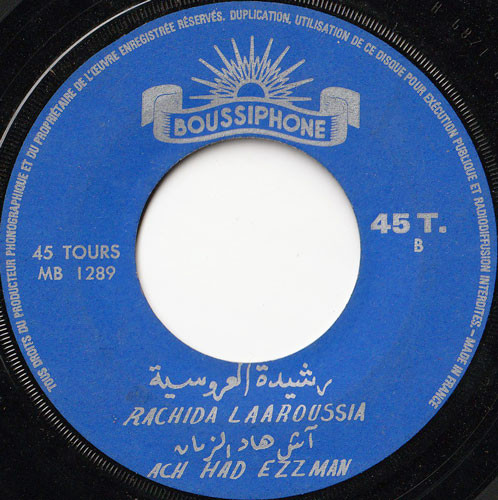 TOUS DROITS DU PRODUCTEUR PHONOGRAPHIQUE ET DU PROPRIÉTAIRE DE L'ŒUVRE ENREGISTRÉE RÉSERVÉS. DUPLICATION, UTILISATION DE CE DISQUE POUR EXÉCUTION PUBLIQUE ET RADIODIFFUSION INTERDITES. - MADE IN FRANCE
BOUSSIPHONE
45 T.
B
45 TOURS
MB 1289
رشيدة العروسية
RACHIDA LAAROUSSIA
آش هاد الزمان
ACH HAD EZZMAN